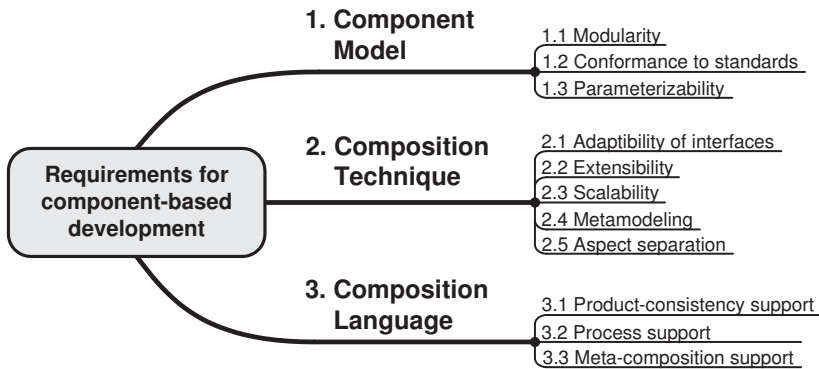 Requirements for
component-based
development
1. Component
Model
1.1 Modularity
1.2 Conformance to standards
1.3 Parameterizability
2. Composition
Technique
2.1 Adaptibility of interfaces
2.2 Extensibility
2.3 Scalability
2.4 Metamodeling
2.5 Aspect separation
3. Composition
Language
3.1 Product-consistency support
3.2 Process support
3.3 Meta-composition support